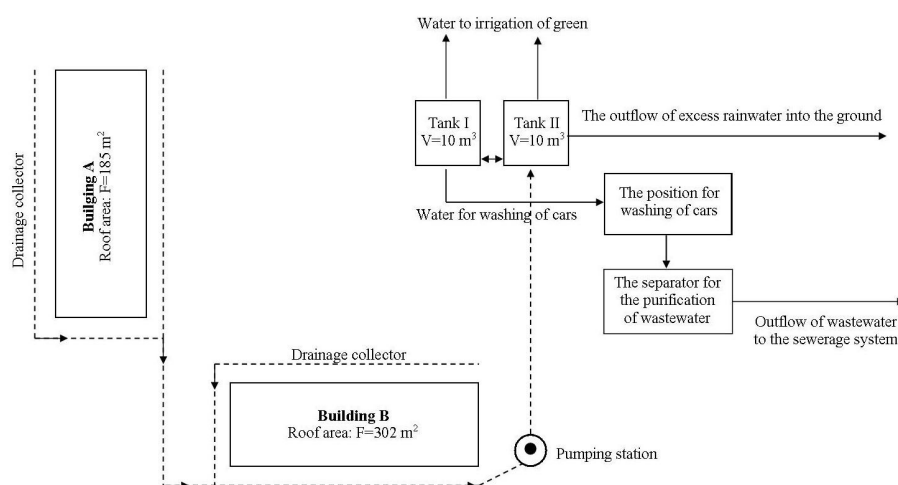 Water to irrigation of green
Tank I
V=10 m³
Tank II
V=10 m³
The outflow of excess rainwater into the ground
Drainage collector
Builging A
Roof area: F=185 m²
Water for washing of cars
The position for
washing of cars
The separator for
the purification
of wastewater
Outflow of wastewater
to the sewerage system
Drainage collector
Building B
Roof area: F=302 m²
Pumping station